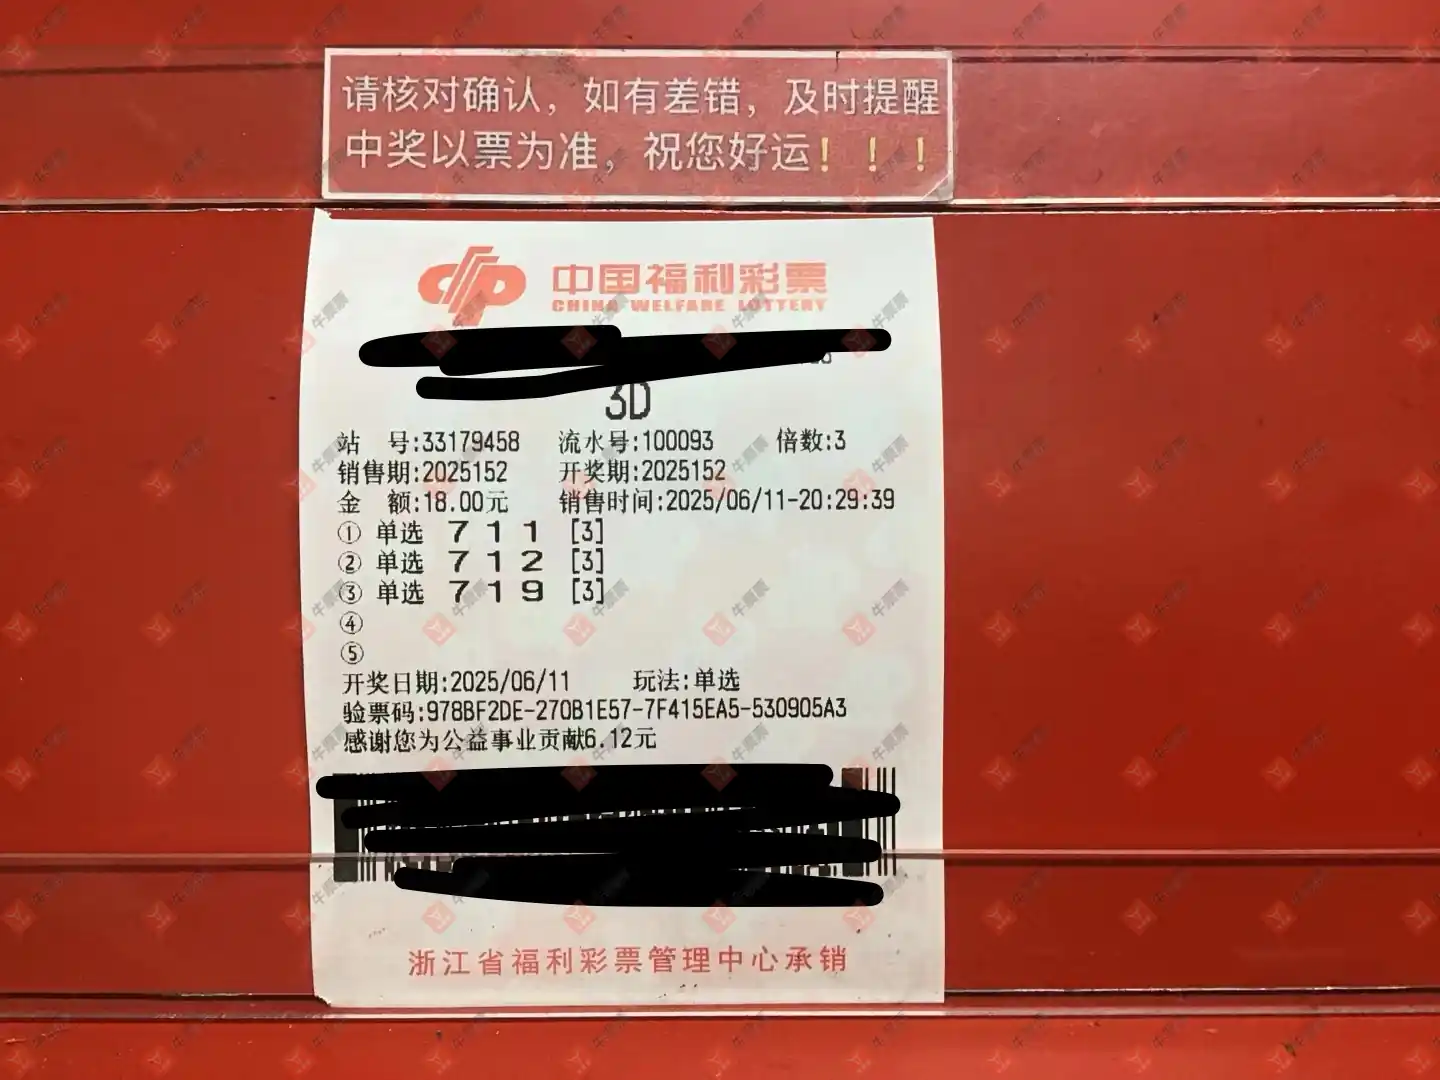 请核对确认，如有差错，及时提醒
中奖以票为准，祝您好运！！！
中国福利彩票
CHINA WELFARE LOTTERY
3D
站 号:33179458 流水号:100093 倍数:3
销售期:2025152 开奖期:2025152
金 额:18.00元 销售时间:2025/06/11-20:29:39
① 单选 7 1 1 [3]
② 单选 7 1 2 [3]
③ 单选 7 1 9 [3]
④
⑤
开奖日期:2025/06/11 玩法:单选
验票码:978BF2DE-270B1E57-7F415EA5-530905A3
感谢您为公益事业贡献6.12元
浙江省福利彩票管理中心承销